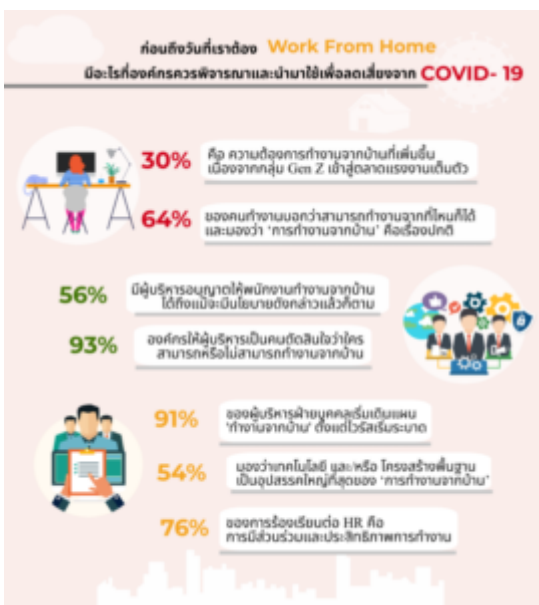 ก่อนถึงวันที่เราต้อง Work From Home
มีอะไรที่องค์กรควรพิจารณาและนำมาใช้เพื่อลดเสี่ยงจาก COVID- 19
30% คือ ความต้องการทำงานจากบ้านที่เพิ่มขึ้น
เนื่องจากกลุ่ม Gen Z เข้าสู่ตลาดแรงงานเต็มตัว
64% ของคนทำงานบอกว่าสามารถทำงานจากที่ไหนก็ได้
และมองว่า ‘การทำงานจากบ้าน’ คือเรื่องปกติ
56% มีผู้บริหารอนุญาตให้พนักงานทำงานจากบ้าน
ได้ถึงแม้จะมีนโยบายดังกล่าวแล้วก็ตาม
93% องค์กรให้ผู้บริหารเป็นคนตัดสินใจว่าใคร
สามารถหรือไม่สามารถทำงานจากบ้าน
91% ของผู้บริหารฝ่ายบุคคลเริ่มเดินแผน
‘ทำงานจากบ้าน’ ตั้งแต่ไวรัสเริ่มระบาด
54% มองว่าเทคโนโลยี และ/หรือ โครงสร้างพื้นฐาน
เป็นอุปสรรคใหญ่ที่สุดของ ‘การทำงานจากบ้าน’
76% ของการร้องเรียนต่อ HR คือ
การมีส่วนร่วมและประสิทธิภาพการทำงาน